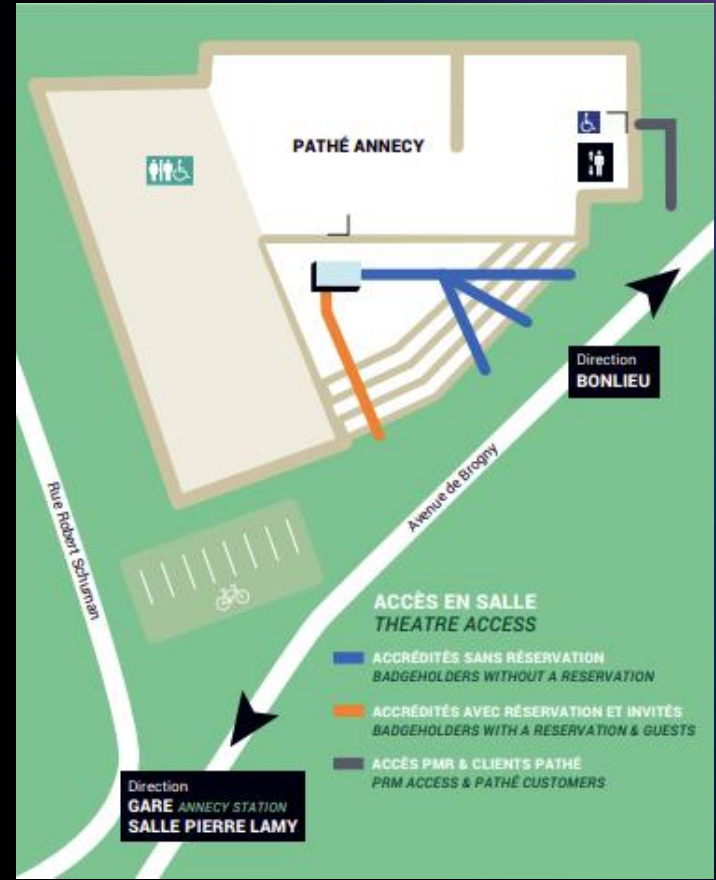 PATHÉ ANNECY
Direction
BONLIEU
Avenue de Brogny
Rue Robert Schuman
ACCÈS EN SALLE
THEATRE ACCESS
ACCRÉDITÉS SANS RÉSERVATION
BADGEHOLDERS WITHOUT A RESERVATION
ACCRÉDITÉS AVEC RÉSERVATION ET INVITÉS
BADGEHOLDERS WITH A RESERVATION & GUESTS
ACCÈS PMR & CLIENTS PATHÉ
PRM ACCESS & PATHÉ CUSTOMERS
Direction
GARE ANNECY STATION
SALLE PIERRE LAMY